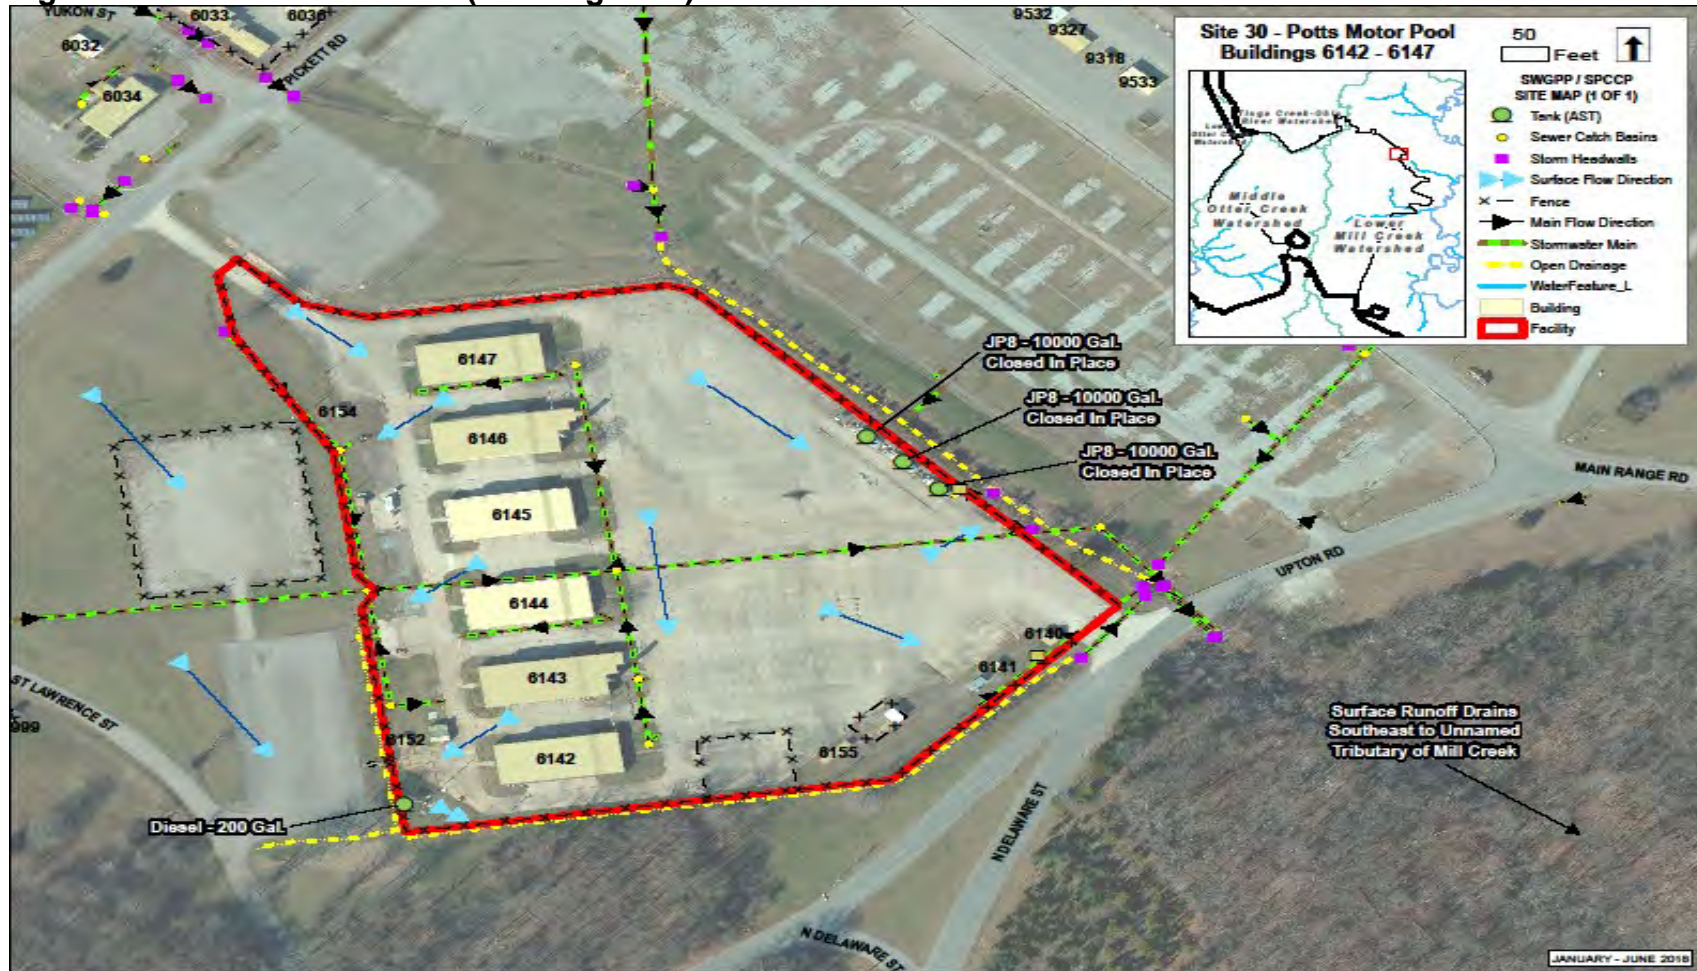 YUKON ST
6033
6036
6032
PICKETT RD
6034
9532
9327
9318
9533
Site 30 - Potts Motor Pool
Buildings 6142 - 6147
50
Feet
SWGPP / SPCCP
SITE MAP (1 OF 1)
Tank (AST)
Sewer Catch Basins
Storm Headwalls
Surface Flow Direction
Fence
Main Flow Direction
Stormwater Main
Open Drainage
WaterFeature_L
Building
Facility
River Watershed
Middle
Otter Creek
Watershed
Lower
Mill Creek
Watershed
JP8 - 10000 Gal.
Closed In Place
JP8 - 10000 Gal.
Closed In Place
JP8 - 10000 Gal.
Closed In Place
6147
6154
6146
6145
6144
6143
6142
6152
6140
6141
6155
MAIN RANGE RD
UPTON RD
ST LAWRENCE ST
999
Diesel - 200 Gal.
N DELAWARE ST
N DELAWARE ST
Surface Runoff Drains
Southeast to Unnamed
Tributary of Mill Creek